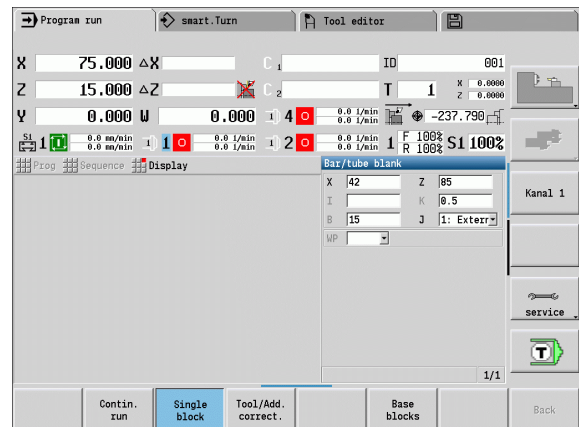 Program run smart.Turn Tool editor
X 75.000 △X C 1 ID 001
Z 15.000 △Z C 2 T 1 X 0.0000 Z 0.0000
Y 0.000 W 0.000 4 0 0.0 1/min 0.0 1/min -237.790
S1 1 0 0.0 mm/min 0.0 mm/min 1 0 0.0 1/min 0.0 1/min 2 0 0.0 1/min 0.0 1/min 1 F 100% R 100% S1 100%
Prog Sequence Display
Bar/tube blank
X 42 Z 85
I K 0.5
B 15 J 1: Extern
WP
1/1
Kanal 1
service
T
Contin. run Single block Tool/Add. correct. Base blocks Back